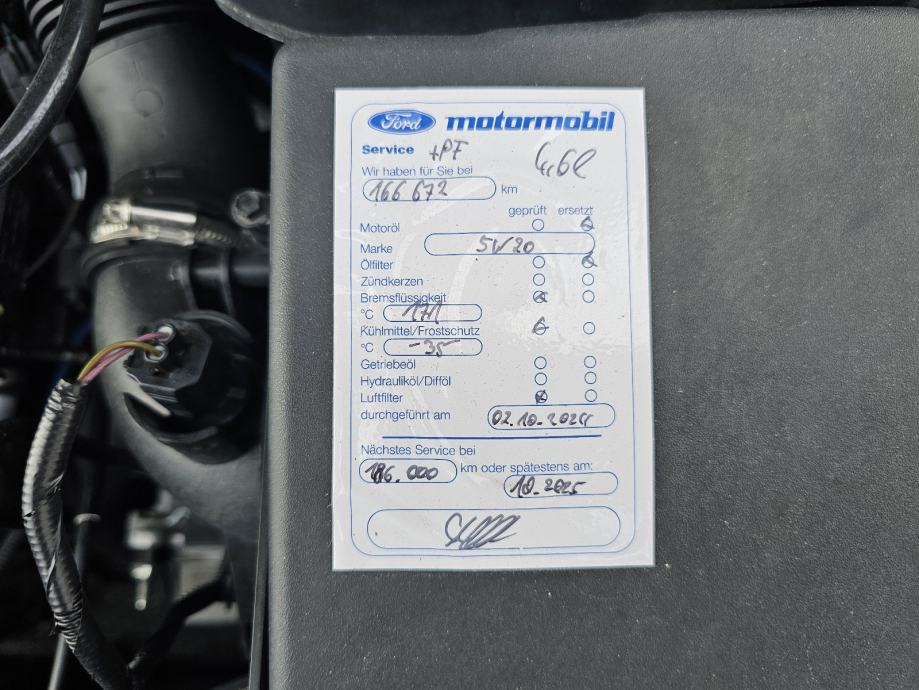 Ford motormobil
Service +PF 4,6l
Wir haben für Sie bei
166 672 km
geprüft ersetzt
Motoröl
Marke 5W20
Ölfilter
Zündkerzen
Bremsflüssigkeit
°C 171
Kühlmittel/Frostschutz
°C -35
Getriebeöl
Hydrauliköl/Difföl
Luftfilter
durchgeführt am 02.10.2024
Nächstes Service bei
186.000 km oder spätestens am:
10.2025